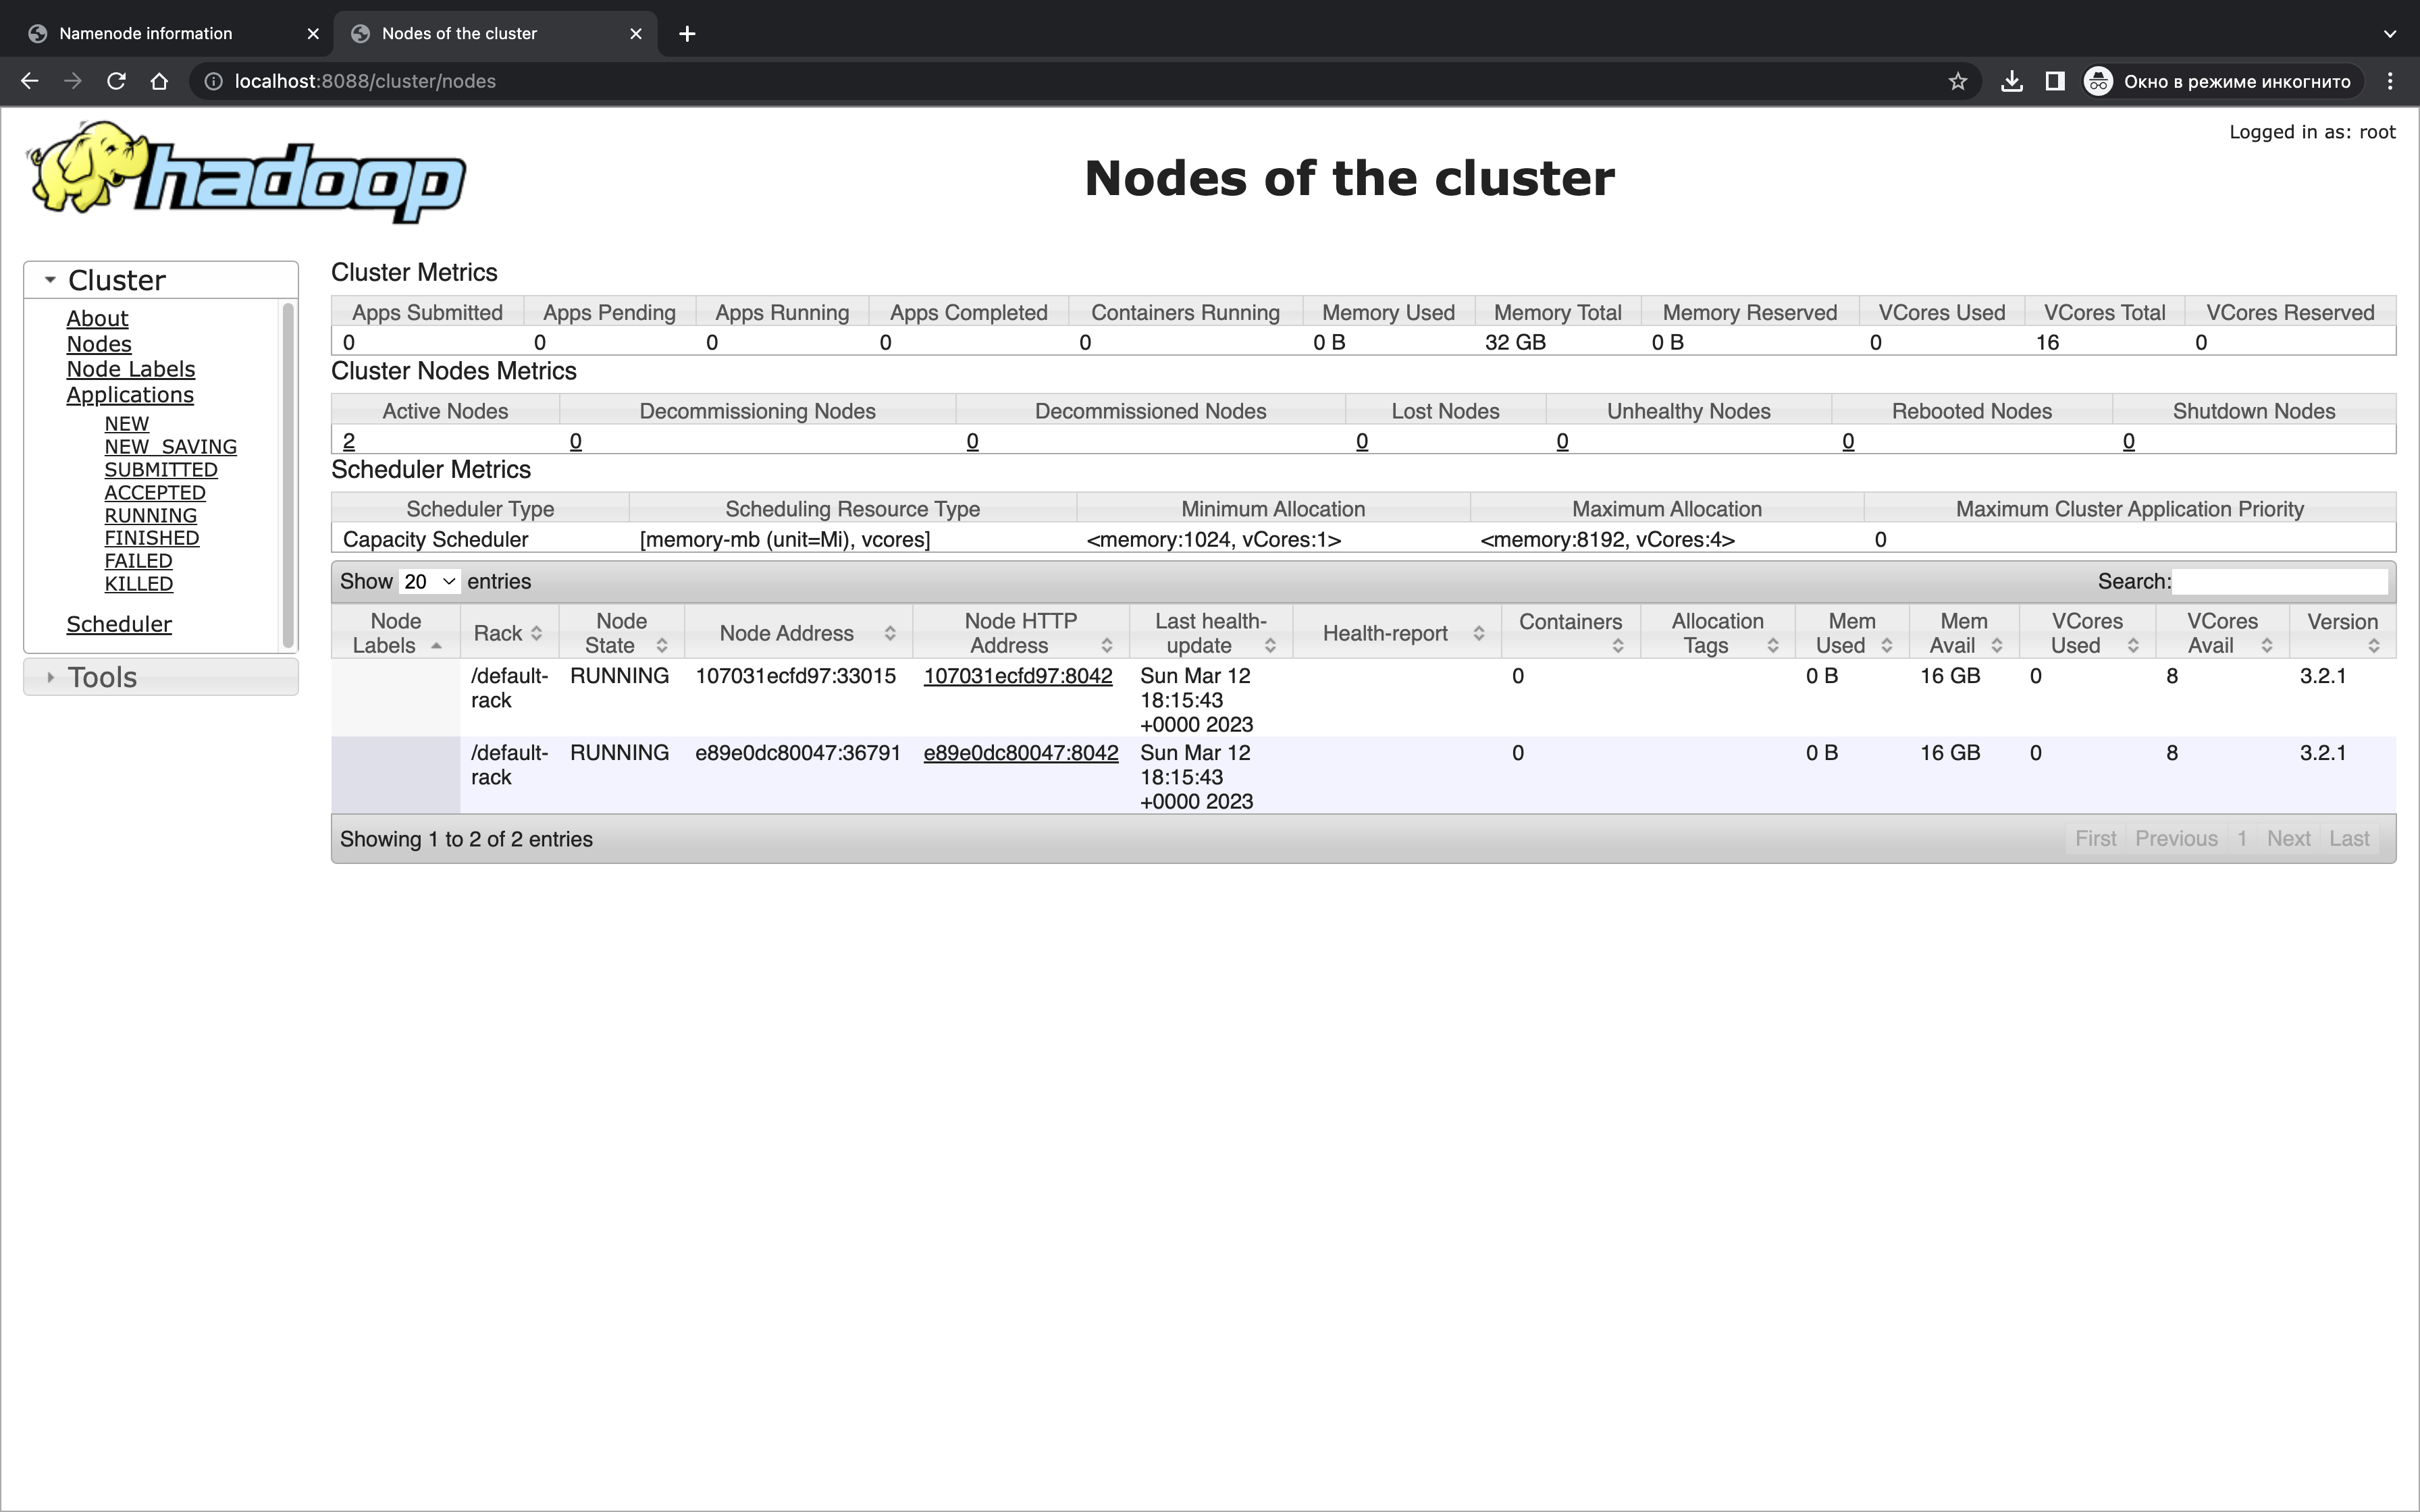 Namenode information
Nodes of the cluster
localhost:8088/cluster/nodes
Окно в режиме инкогнито
hadoop
Logged in as: root
Nodes of the cluster
Cluster
About
Nodes
Node Labels
Applications
NEW
NEW_SAVING
SUBMITTED
ACCEPTED
RUNNING
FINISHED
FAILED
KILLED
Scheduler
Tools
Cluster Metrics
Apps Submitted Apps Pending Apps Running Apps Completed Containers Running Memory Used Memory Total Memory Reserved VCores Used VCores Total VCores Reserved
0 0 0 0 0 0 B 32 GB 0 B 0 16 0
Cluster Nodes Metrics
Active Nodes Decommissioning Nodes Decommissioned Nodes Lost Nodes Unhealthy Nodes Rebooted Nodes Shutdown Nodes
2 0 0 0 0 0 0
Scheduler Metrics
Scheduler Type Scheduling Resource Type Minimum Allocation Maximum Allocation Maximum Cluster Application Priority
Capacity Scheduler [memory-mb (unit=Mi), vcores] <memory:1024, vCores:1> <memory:8192, vCores:4> 0
Show 20 entries Search:
Node Labels Rack Node State Node Address Node HTTP Address Last health-update Health-report Containers Allocation Tags Mem Used Mem Avail VCores Used VCores Avail Version
/default-rack RUNNING 107031ecfd97:33015 107031ecfd97:8042 Sun Mar 12 18:15:43 +0000 2023 0 0 B 16 GB 0 8 3.2.1
/default-rack RUNNING e89e0dc80047:36791 e89e0dc80047:8042 Sun Mar 12 18:15:43 +0000 2023 0 0 B 16 GB 0 8 3.2.1
Showing 1 to 2 of 2 entries First Previous 1 Next Last